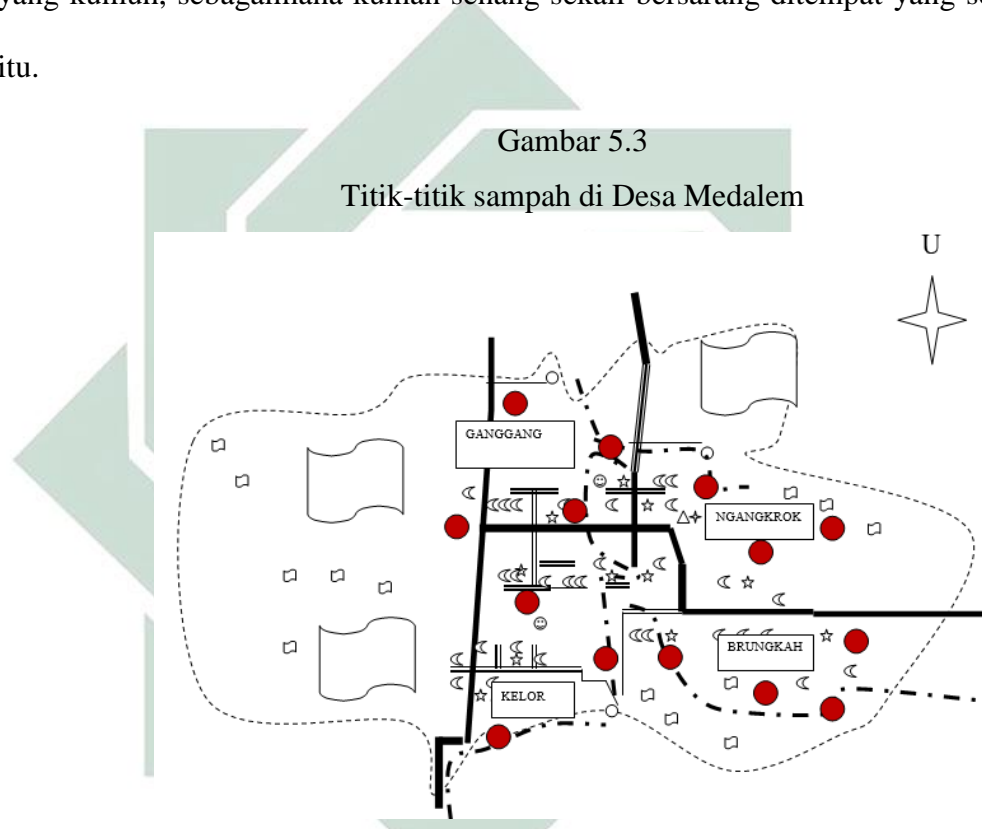 yang kumuh, sebagaimana kuman senang sekali bersarang ditempat yang
itu.
Gambar 5.3
Titik-titik sampah di Desa Medalem
U
GANGGANG
NGANGKROK
BRUNGKAH
KELOR